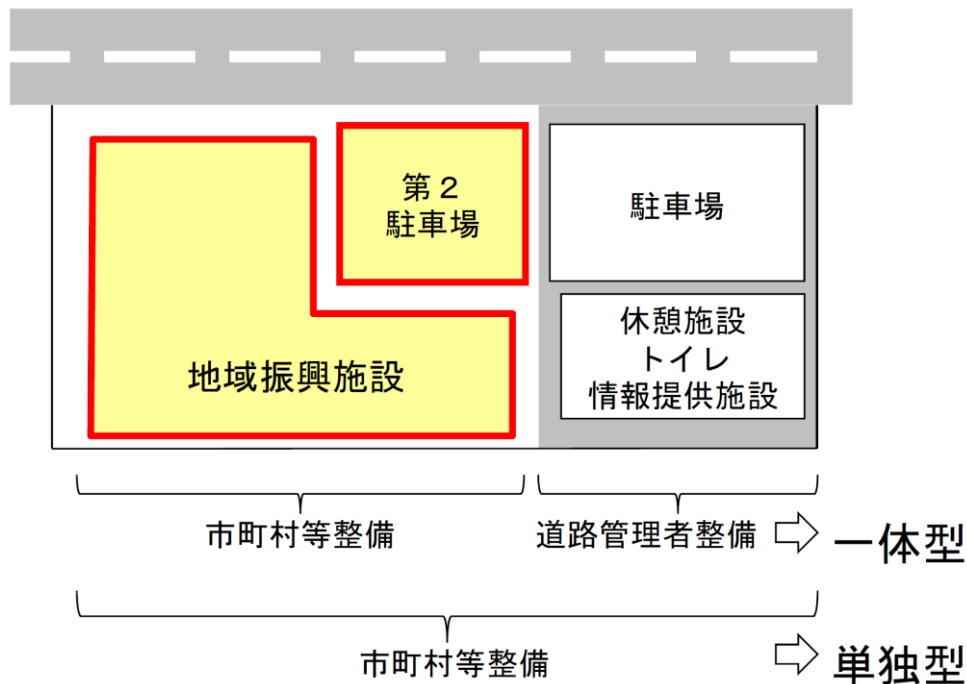 第２
駐車場
駐車場
地域振興施設
休憩施設
トイレ
情報提供施設
市町村等整備
道路管理者整備
一体型
市町村等整備
単独型